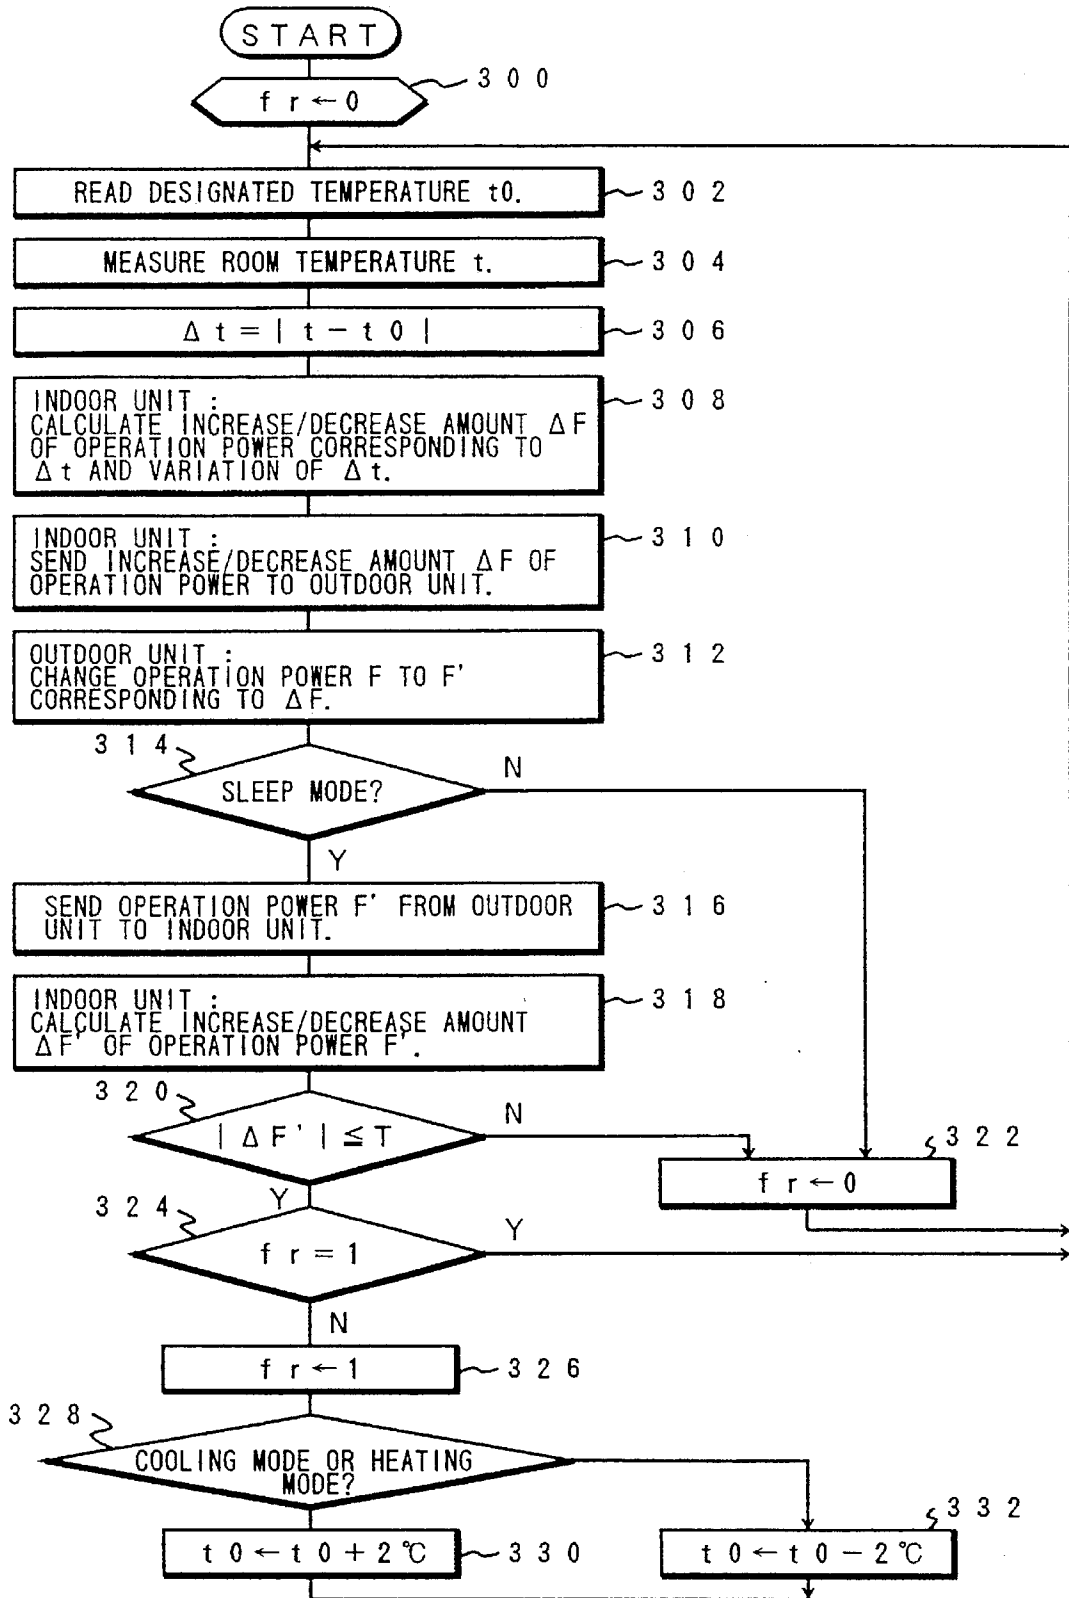 START
fr←0
300
READ DESIGNATED TEMPERATURE t0.
302
MEASURE ROOM TEMPERATURE t.
304
Δt=|t−t0|
306
INDOOR UNIT :
CALCULATE INCREASE/DECREASE AMOUNT ΔF
OF OPERATION POWER CORRESPONDING TO
Δt AND VARIATION OF Δt.
308
INDOOR UNIT :
SEND INCREASE/DECREASE AMOUNT ΔF OF
OPERATION POWER TO OUTDOOR UNIT.
310
OUTDOOR UNIT :
CHANGE OPERATION POWER F TO F'
CORRESPONDING TO ΔF.
312
314
SLEEP MODE?
N
Y
SEND OPERATION POWER F' FROM OUTDOOR
UNIT TO INDOOR UNIT.
316
INDOOR UNIT :
CALCULATE INCREASE/DECREASE AMOUNT
ΔF' OF OPERATION POWER F'.
318
320
|ΔF'|≦T
N
Y
322
fr←0
324
fr=1
Y
N
fr←1
326
328
COOLING MODE OR HEATING
MODE?
t0←t0+2℃
330
332
t0←t0−2℃